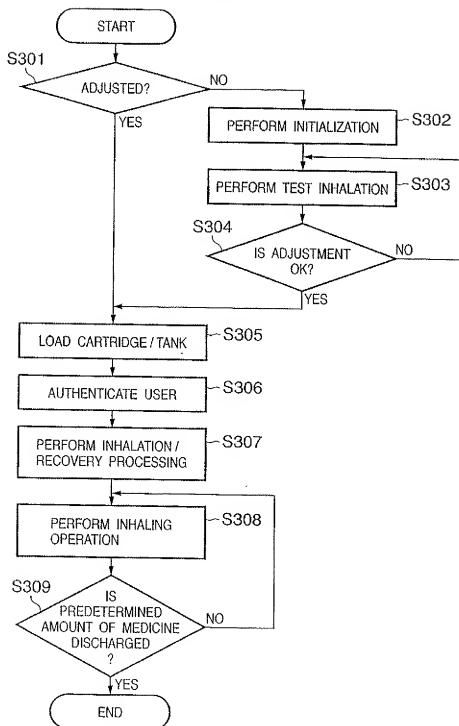 START
S301
ADJUSTED?
NO
YES
PERFORM INITIALIZATION
S302
PERFORM TEST INHALATION
S303
S304
IS ADJUSTMENT
OK?
NO
YES
LOAD CARTRIDGE/TANK
S305
AUTHENTICATE USER
S306
PERFORM INHALATION/
RECOVERY PROCESSING
S307
PERFORM INHALING
OPERATION
S308
S309
IS
PREDETERMINED
AMOUNT OF MEDICINE
DISCHARGED
?
NO
YES
END